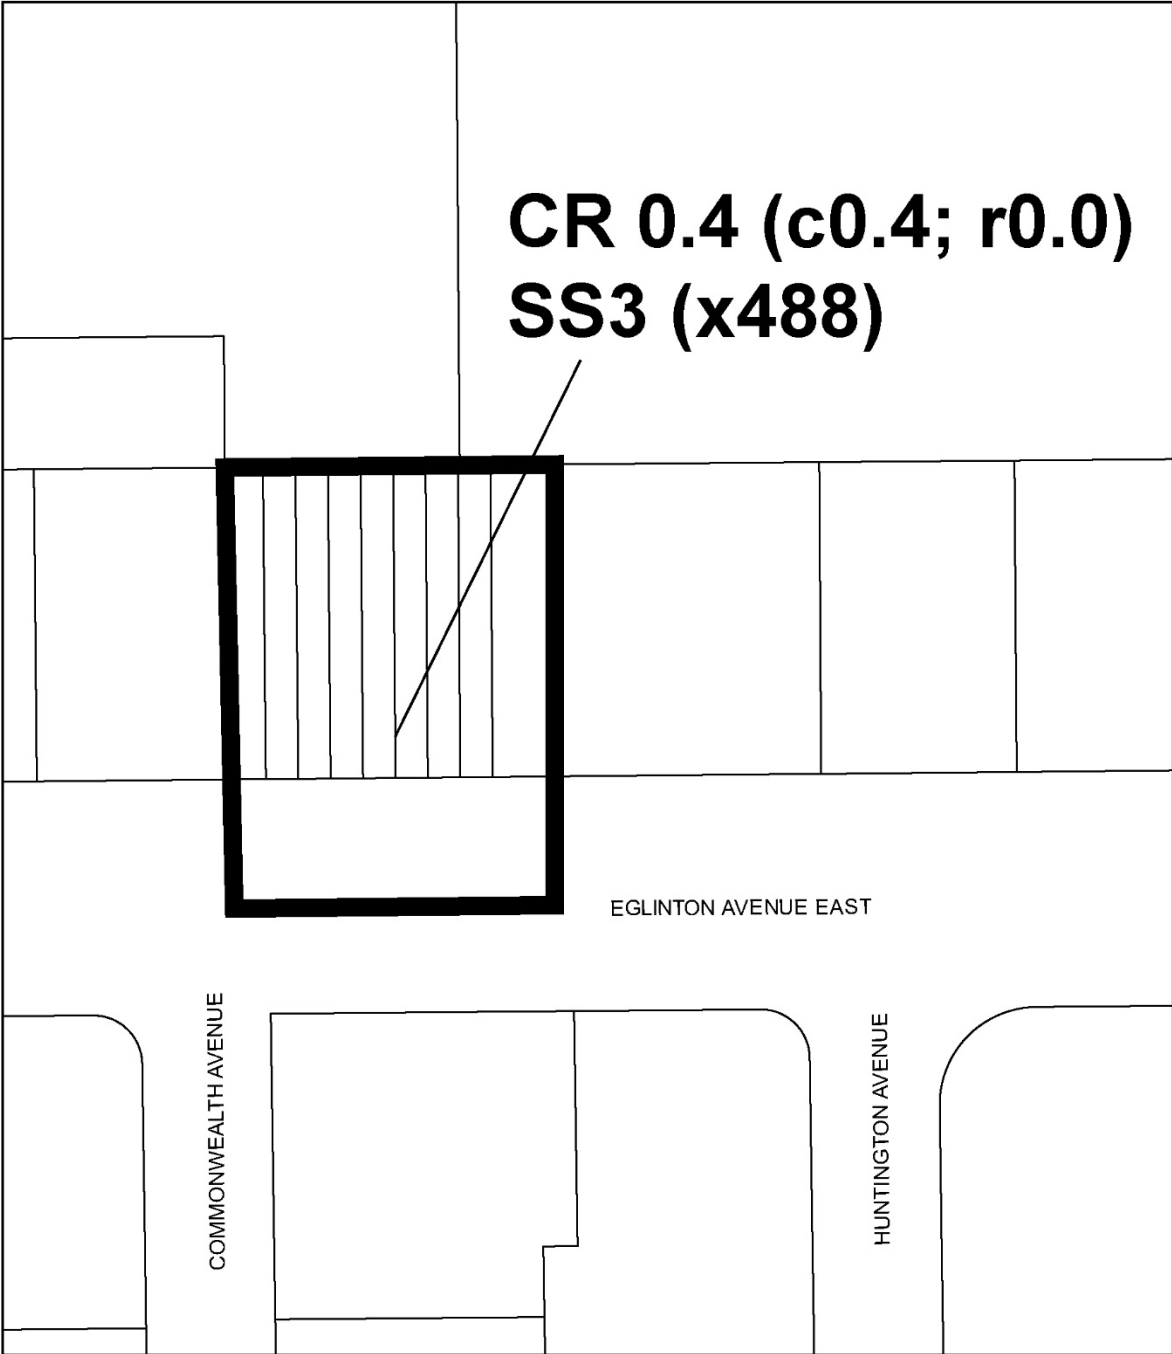 CR 0.4 (c0.4; r0.0)
SS3 (x488)
EGLINTON AVENUE EAST
COMMONWEALTH AVENUE
HUNTINGTON AVENUE